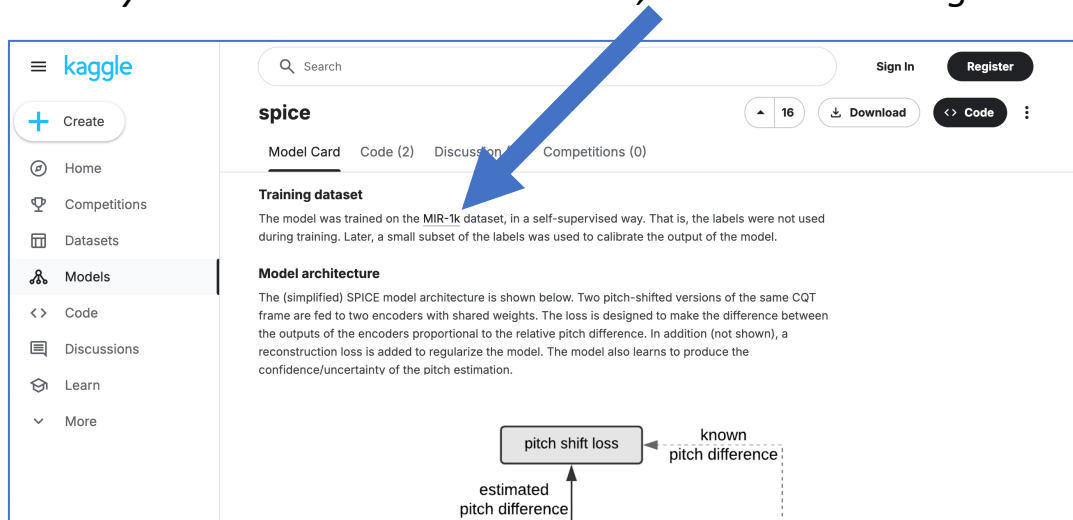 kaggle
Search
Sign In
Register
Create
spice
16
Download
<> Code
Model Card
Code (2)
Discussion
Competitions (0)
Home
Competitions
Datasets
Models
Code
Discussions
Learn
More
Training dataset
The model was trained on the MIR-1k dataset, in a self-supervised way. That is, the labels were not used
during training. Later, a small subset of the labels was used to calibrate the output of the model.
Model architecture
The (simplified) SPICE model architecture is shown below. Two pitch-shifted versions of the same CQT
frame are fed to two encoders with shared weights. The loss is designed to make the difference between
the outputs of the encoders proportional to the relative pitch difference. In addition (not shown), a
reconstruction loss is added to regularize the model. The model also learns to produce the
confidence/uncertainty of the pitch estimation.
pitch shift loss
known
pitch difference
estimated
pitch difference